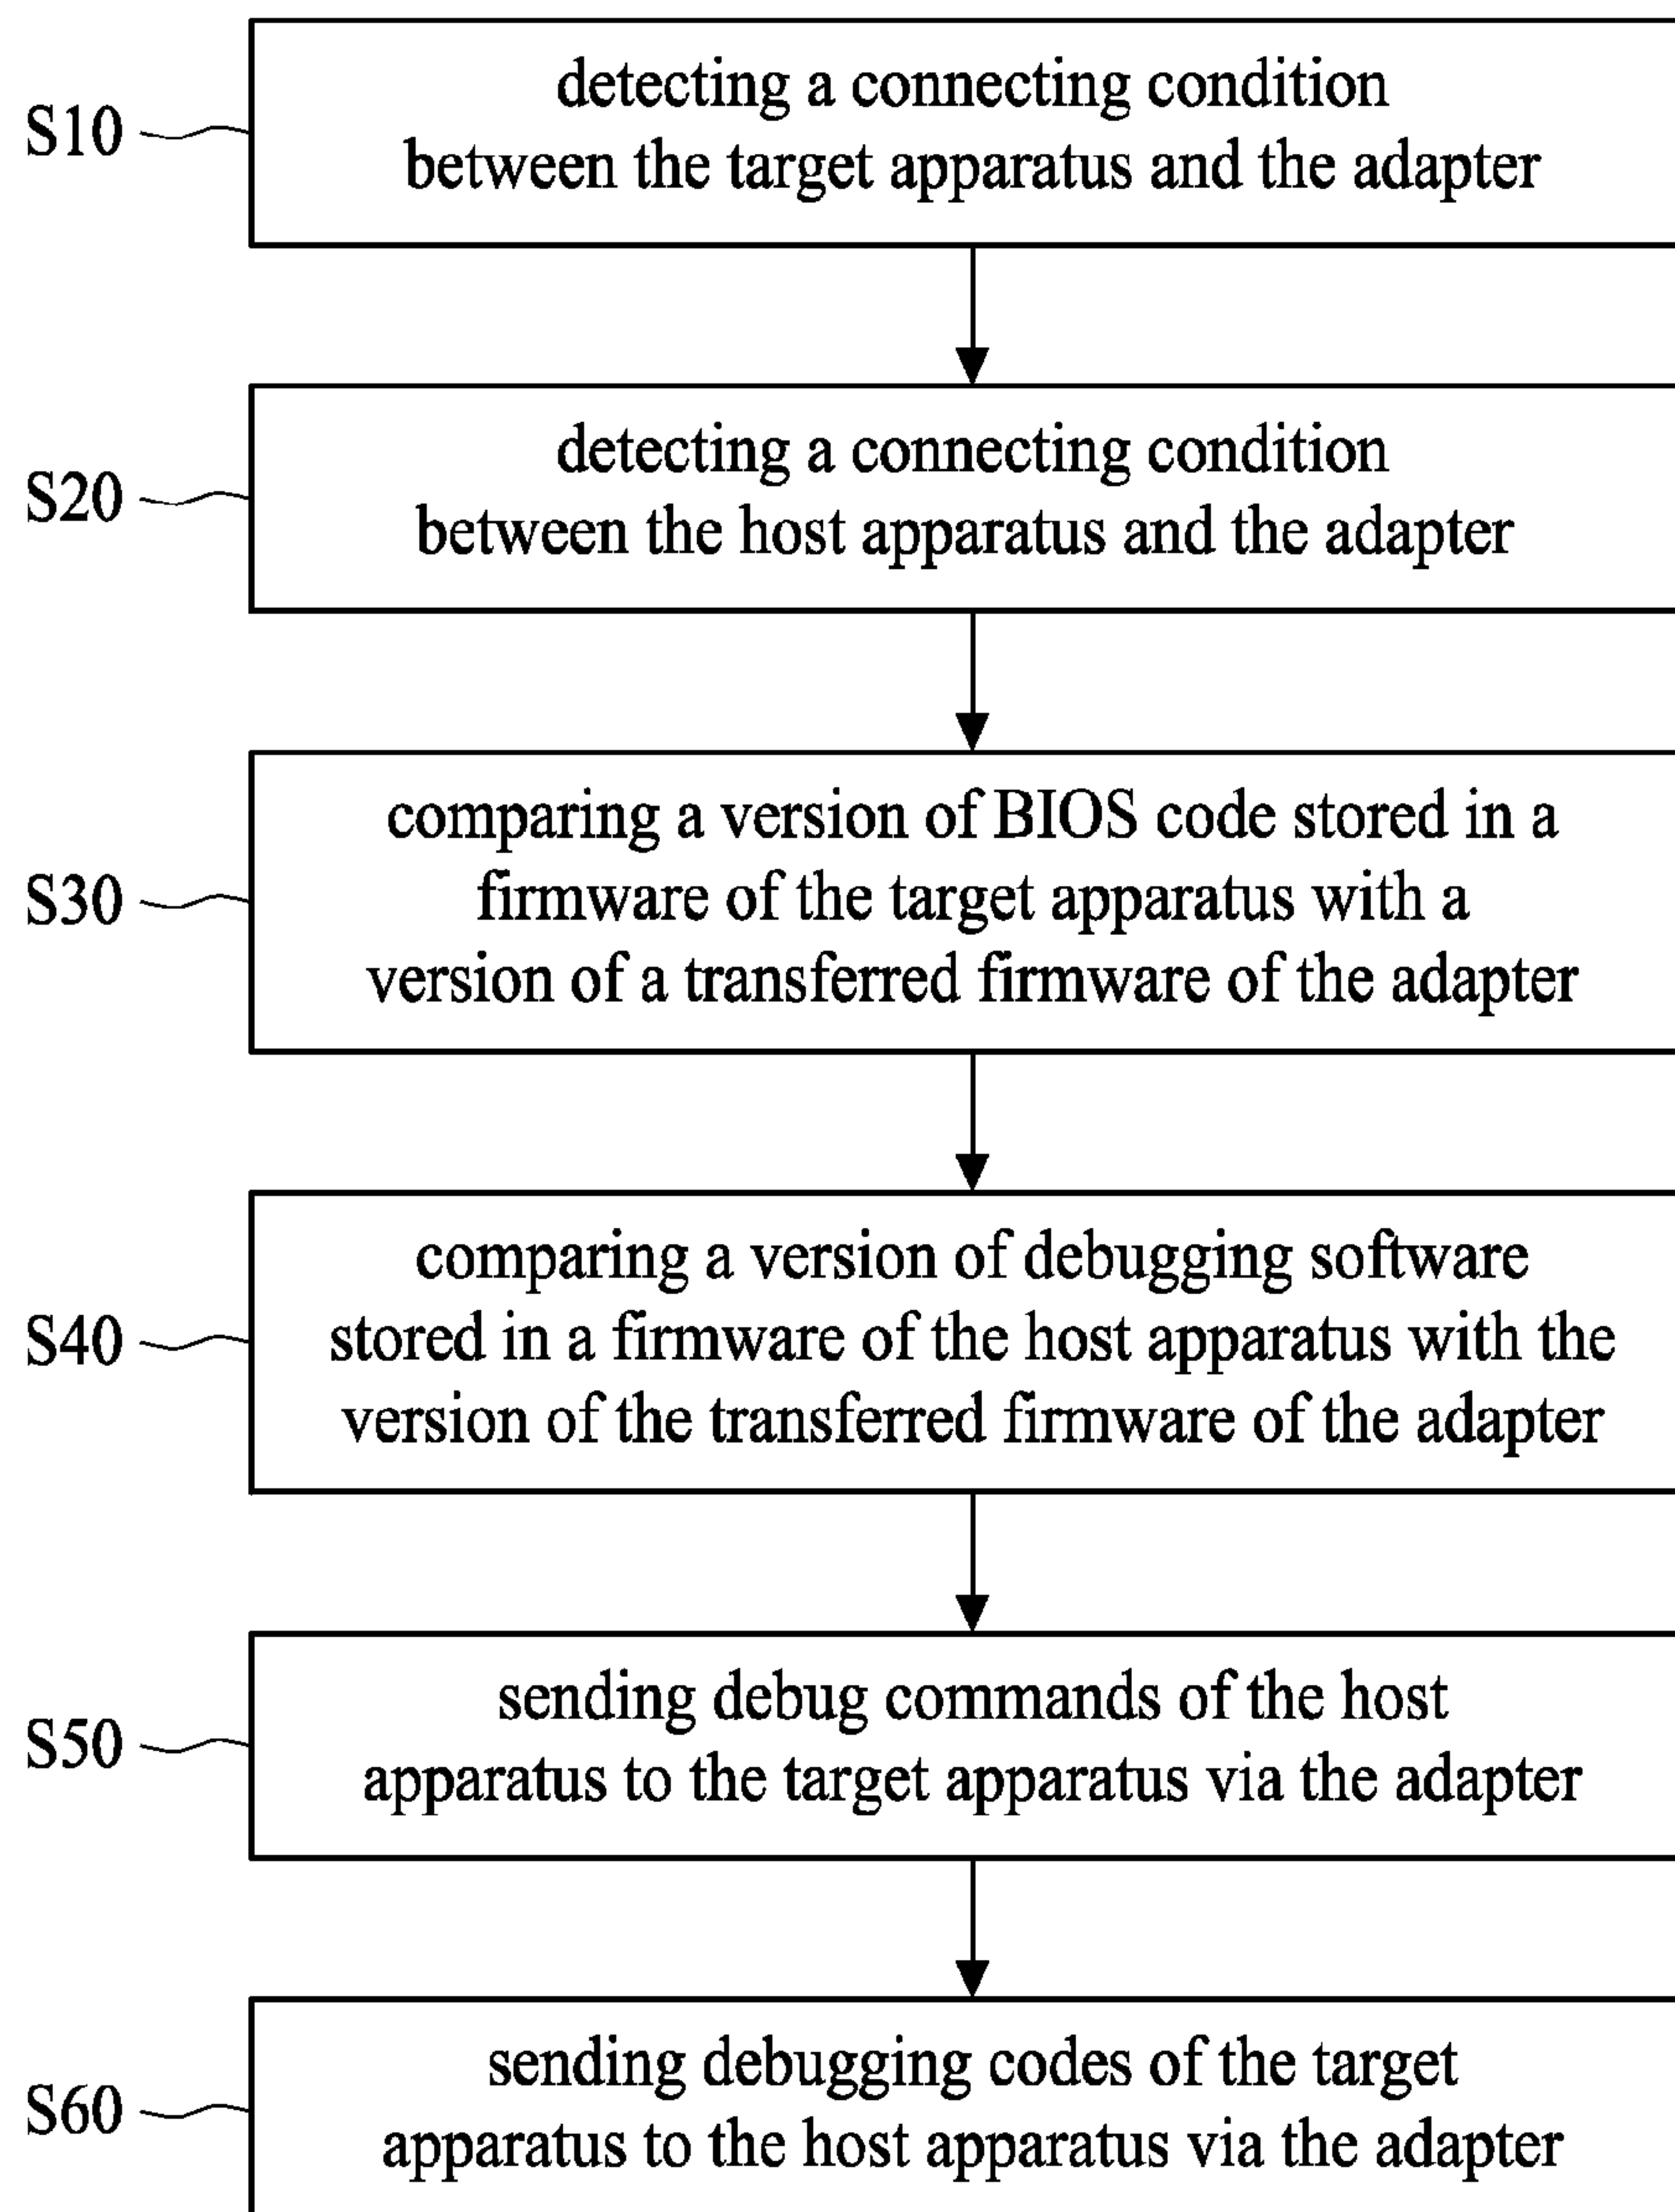 detecting a connecting condition
S10
between the target apparatus and the adapter
detecting a connecting condition
S20
between the host apparatus and the adapter
comparing a version of BIOS code stored in a
S30
firmware of the target apparatus with a
version of a transferred firmware of the adapter
comparing a version of debugging software
S40
stored in a firmware of the host apparatus with the
version of the transferred firmware of the adapter
sending debug commands of the host
S50
apparatus to the target apparatus via the adapter
sending debugging codes of the target
S60
apparatus to the host apparatus via the adapter